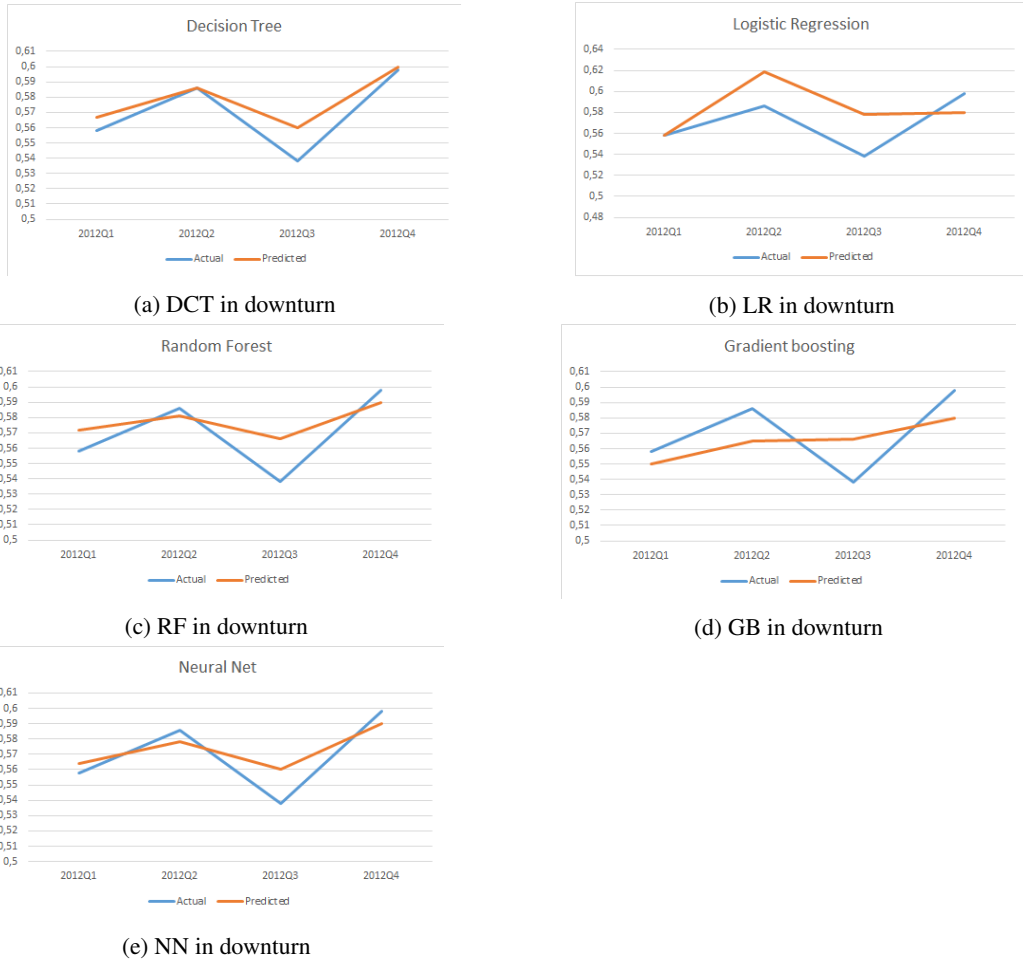 Decision Tree
0,61
0,6
0,59
0,58
0,57
0,56
0,55
0,54
0,53
0,52
0,51
0,5
2012Q1 2012Q2 2012Q3 2012Q4
Actual Predicted
(a) DCT in downturn
Logistic Regression
0,64
0,62
0,6
0,58
0,56
0,54
0,52
0,5
0,48
2012Q1 2012Q2 2012Q3 2012Q4
Actual Predicted
(b) LR in downturn
Random Forest
0,61
0,6
0,59
0,58
0,57
0,56
0,55
0,54
0,53
0,52
0,51
0,5
2012Q1 2012Q2 2012Q3 2012Q4
Actual Predicted
(c) RF in downturn
Gradient boosting
0,61
0,6
0,59
0,58
0,57
0,56
0,55
0,54
0,53
0,52
0,51
0,5
2012Q1 2012Q2 2012Q3 2012Q4
Actual Predicted
(d) GB in downturn
Neural Net
0,61
0,6
0,59
0,58
0,57
0,56
0,55
0,54
0,53
0,52
0,51
0,5
2012Q1 2012Q2 2012Q3 2012Q4
Actual Predicted
(e) NN in downturn